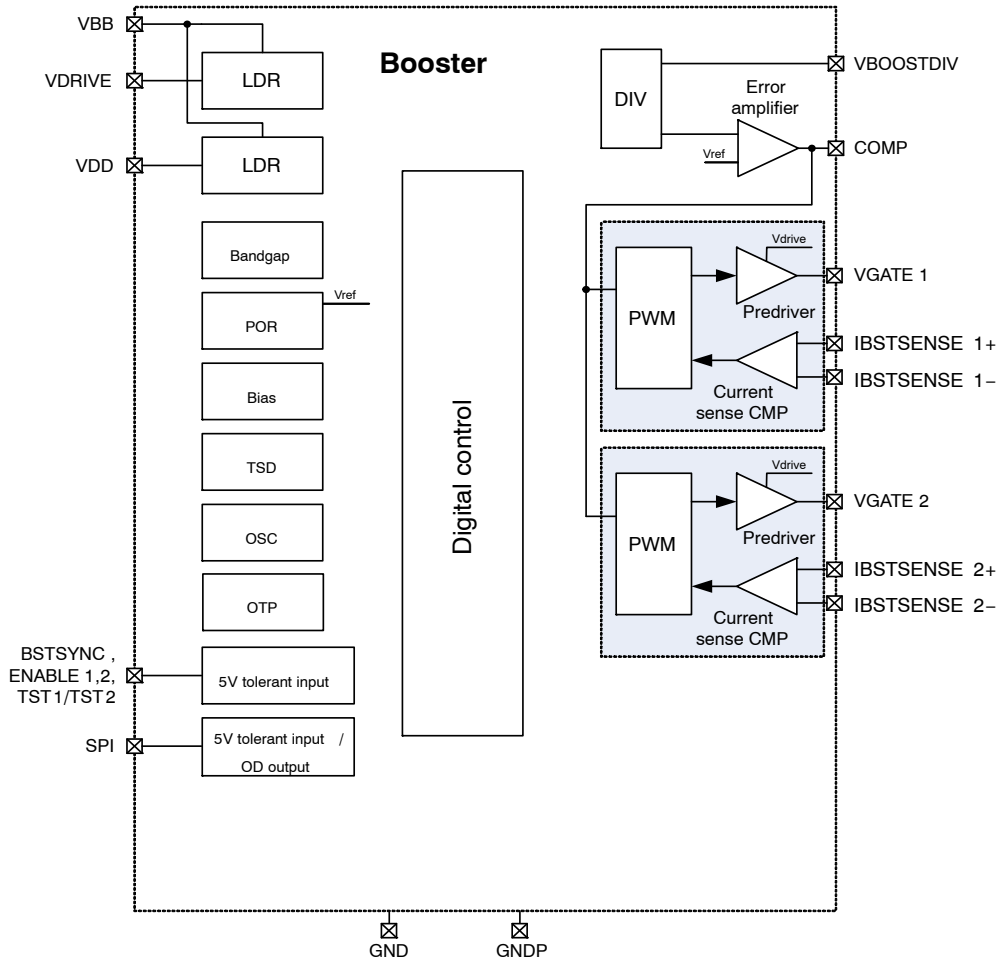 Booster
VBB
VDRIVE
LDR
VDD
LDR
Bandgap
Vref
POR
Bias
TSD
OSC
OTP
BSTSYNC ,
ENABLE 1,2,
TST1/TST2
5V tolerant input
SPI
5V tolerant input /
OD output
Digital control
DIV
VBOOSTDIV
Error
amplifier
Vref
COMP
PWM
Vdrive
VGATE 1
Predriver
IBSTSENSE 1+
IBSTSENSE 1−
Current
sense CMP
PWM
Vdrive
VGATE 2
Predriver
IBSTSENSE 2+
IBSTSENSE 2−
Current
sense CMP
GND
GNDP